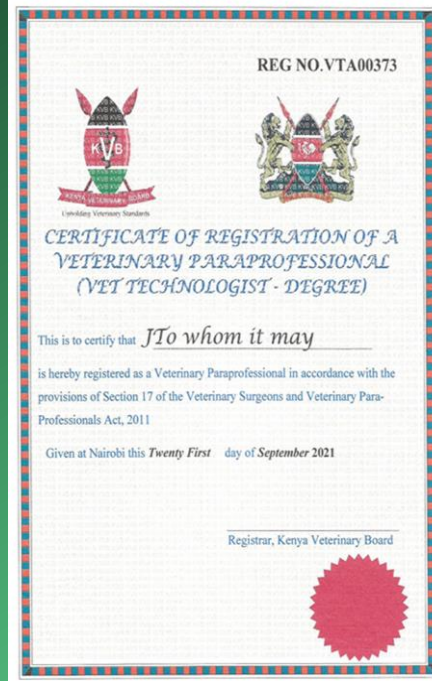 REG NO.VTA00373
KVB
KENYA VETERINARY BOARD
Upholding Veterinary Standards
CERTIFICATE OF REGISTRATION OF A
VETERINARY PARAPROFESSIONAL
(VET TECHNOLOGIST - DEGREE)
This is to certify that JTo whom it may
is hereby registered as a Veterinary Paraprofessional in accordance with the
provisions of Section 17 of the Veterinary Surgeons and Veterinary Para-
Professionals Act, 2011
Given at Nairobi this Twenty First day of September 2021
Registrar, Kenya Veterinary Board